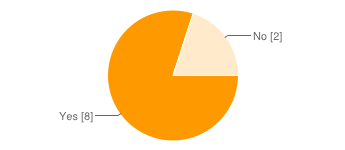 No [2]
Yes [8]